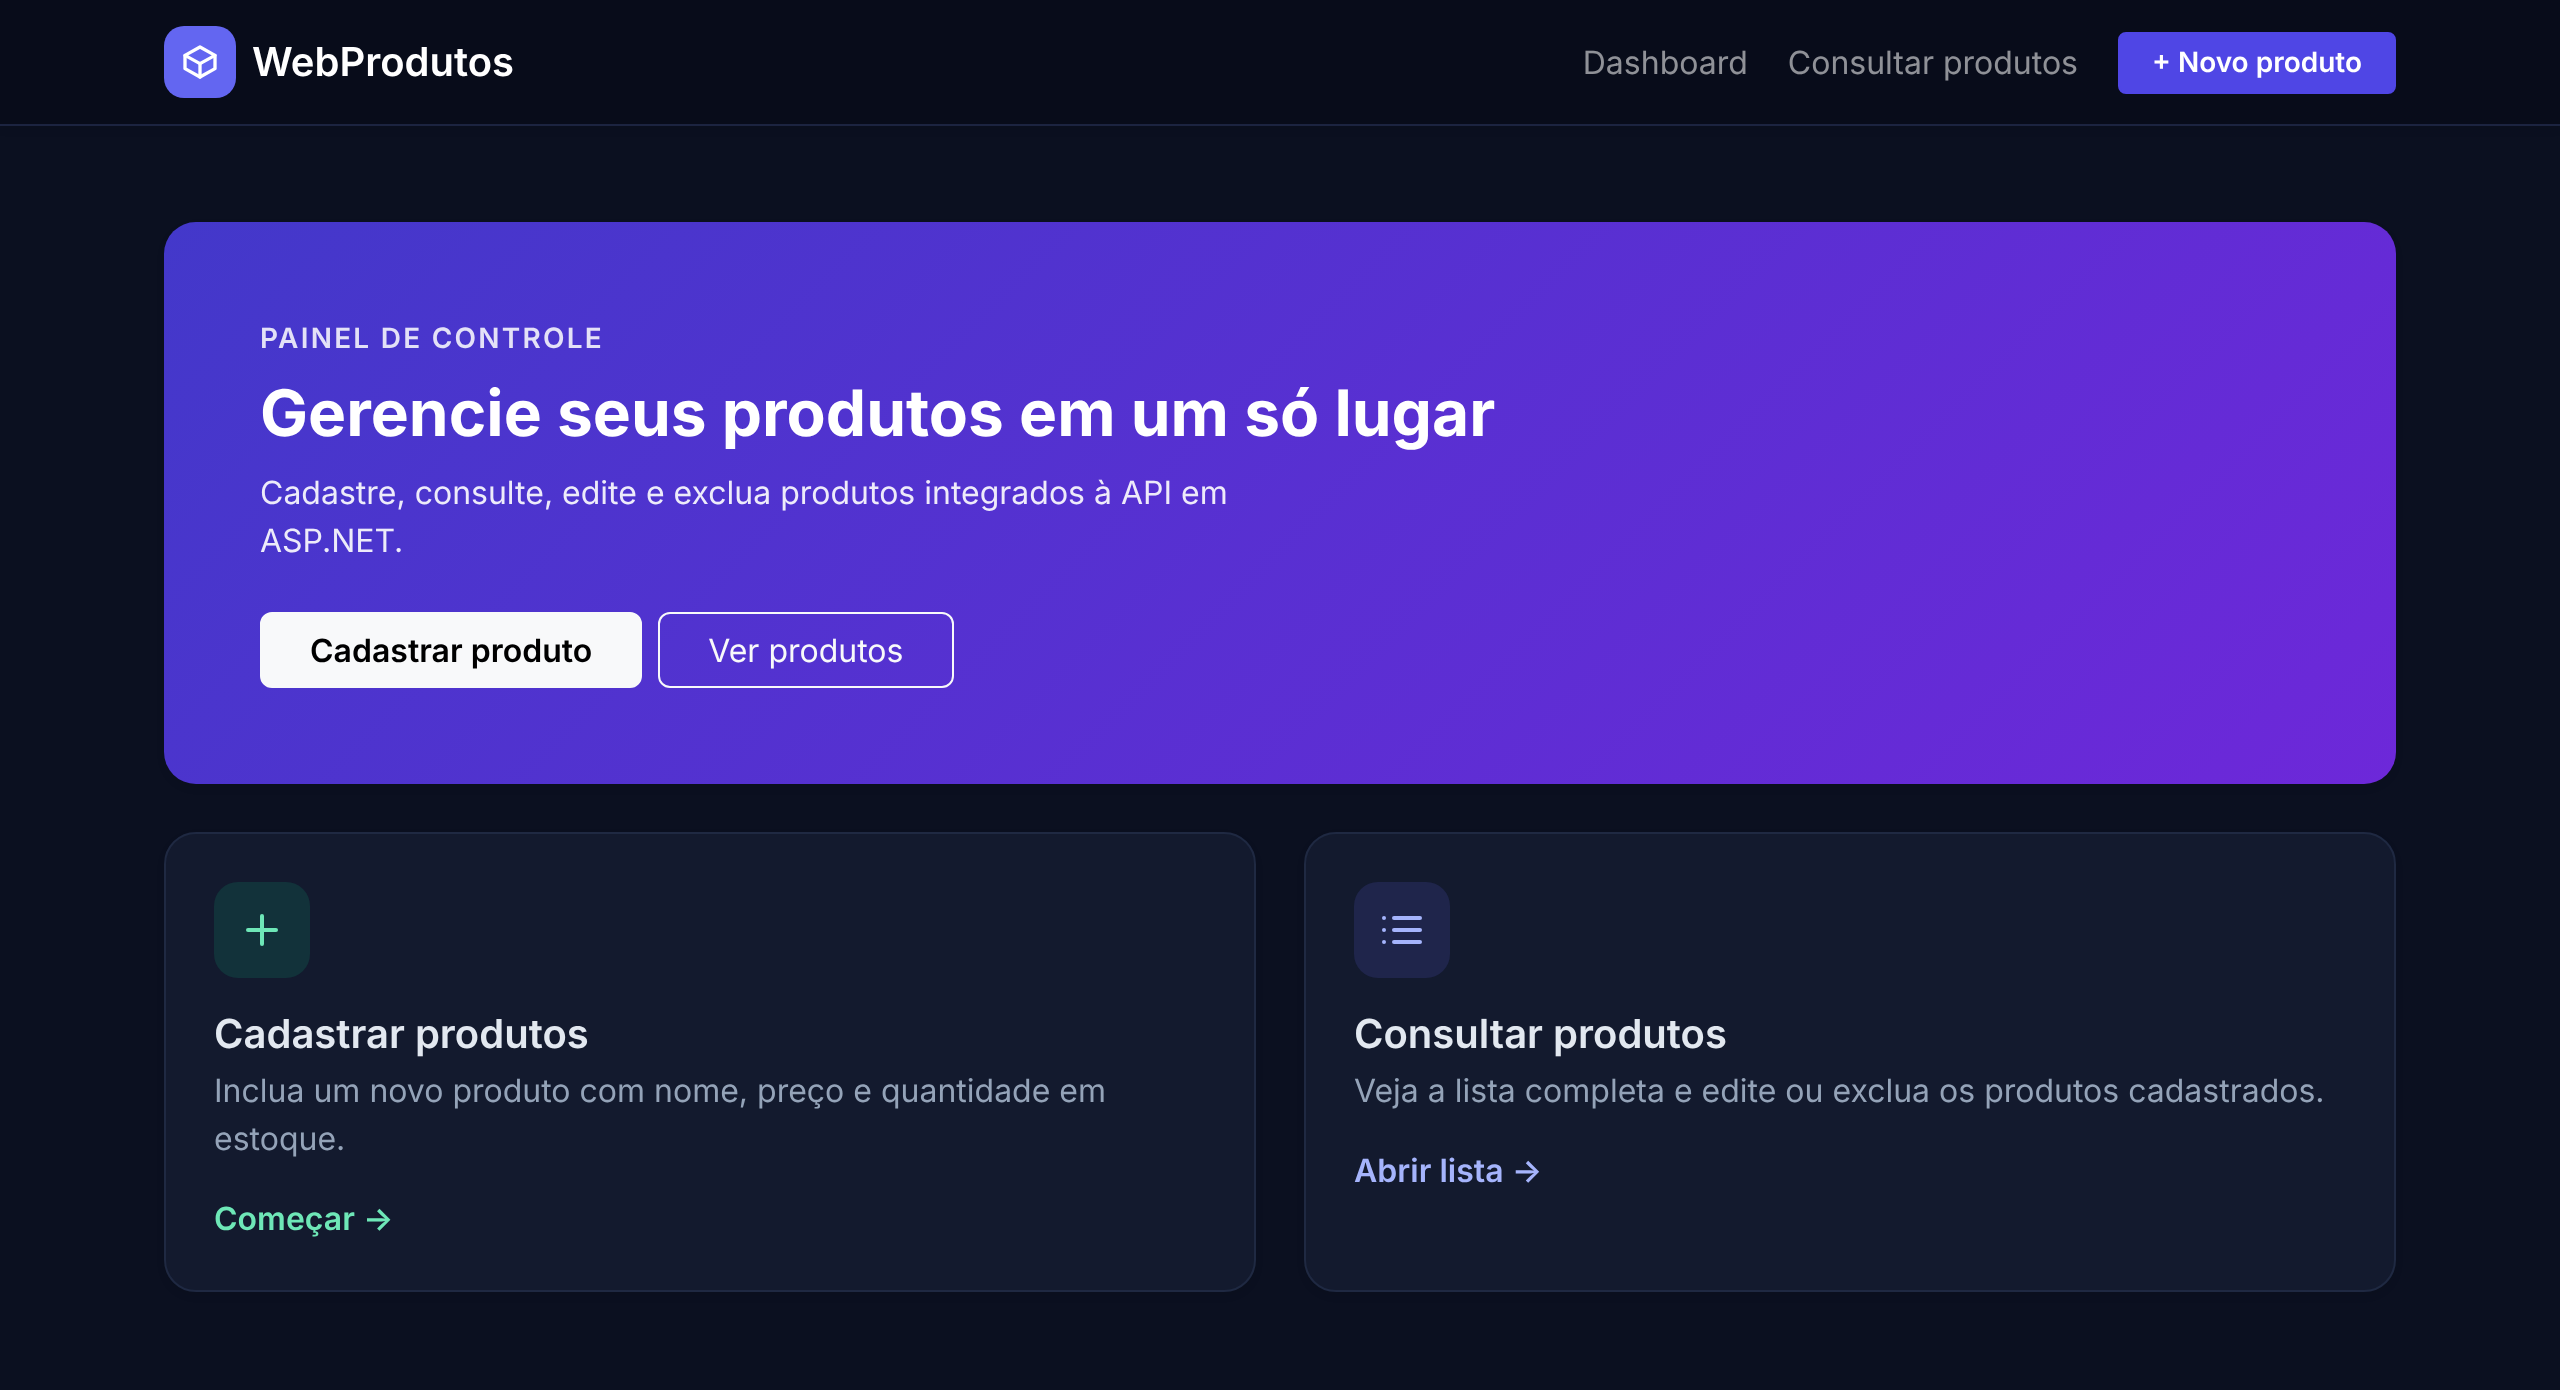 WebProdutos
Dashboard
Consultar produtos
+ Novo produto
PAINEL DE CONTROLE
Gerencie seus produtos em um só lugar
Cadastre, consulte, edite e exclua produtos integrados à API em
ASP.NET.
Cadastrar produto
Ver produtos
Cadastrar produtos
Inclua um novo produto com nome, preço e quantidade em
estoque.
Começar →
Consultar produtos
Veja a lista completa e edite ou exclua os produtos cadastrados.
Abrir lista →